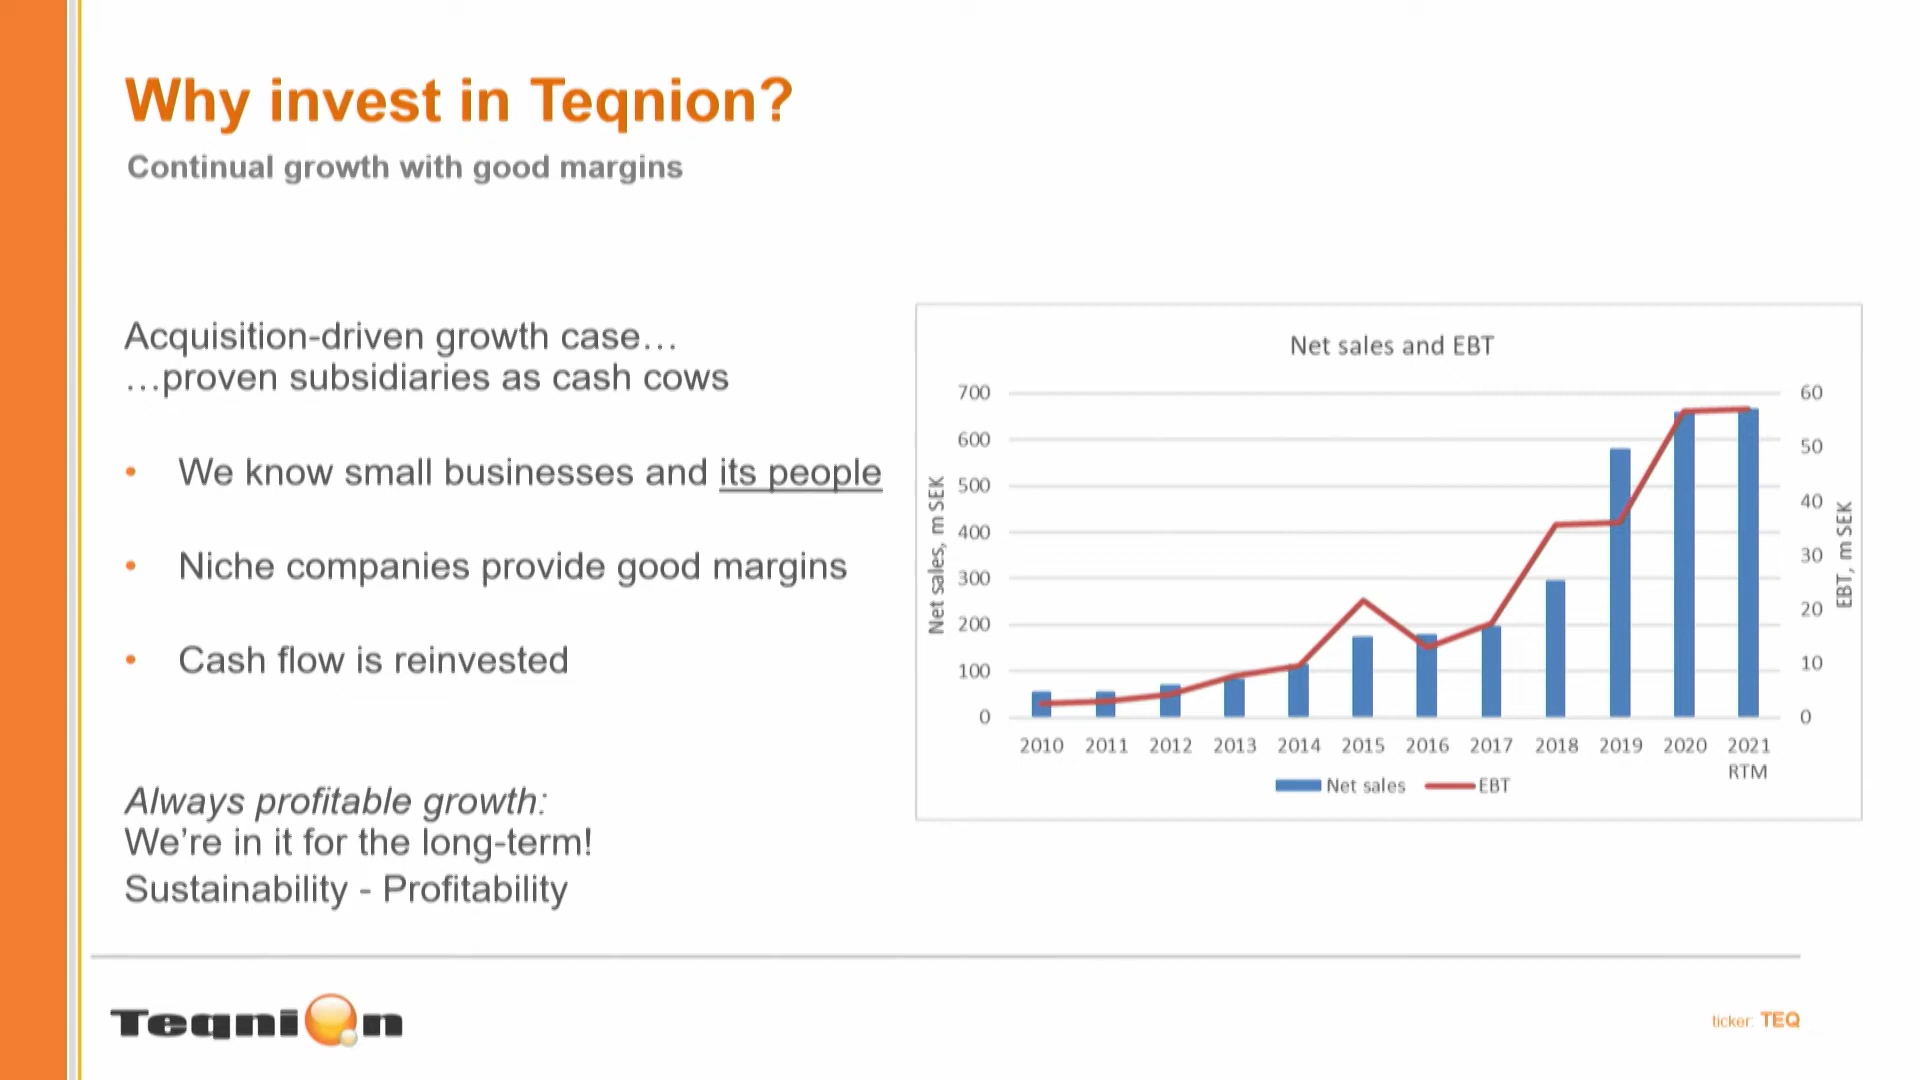 Why invest in Teqnion?
Continual growth with good margins
Acquisition-driven growth case…
…proven subsidiaries as cash cows
• We know small businesses and its people
• Niche companies provide good margins
• Cash flow is reinvested
Always profitable growth:
We’re in it for the long-term!
Sustainability - Profitability
Net sales and EBT
Net sales, m SEK
700
600
500
400
300
200
100
0
60
50
40
30
20
10
0
EBT, m SEK
2010 2011 2012 2013 2014 2015 2016 2017 2018 2019 2020 2021
RTM
Net sales EBT
Teqnion
ticker: TEQ